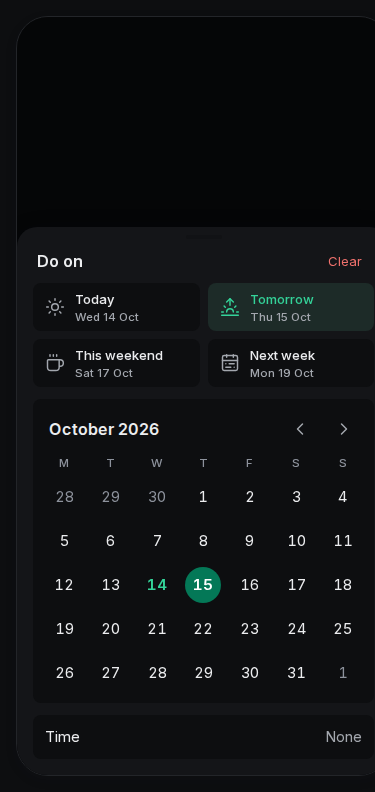 Do on
Clear
Today
Wed 14 Oct
Tomorrow
Thu 15 Oct
This weekend
Sat 17 Oct
Next week
Mon 19 Oct
October 2026
M T W T F S S
28 29 30 1 2 3 4
5 6 7 8 9 10 11
12 13 14 15 16 17 18
19 20 21 22 23 24 25
26 27 28 29 30 31 1
Time None